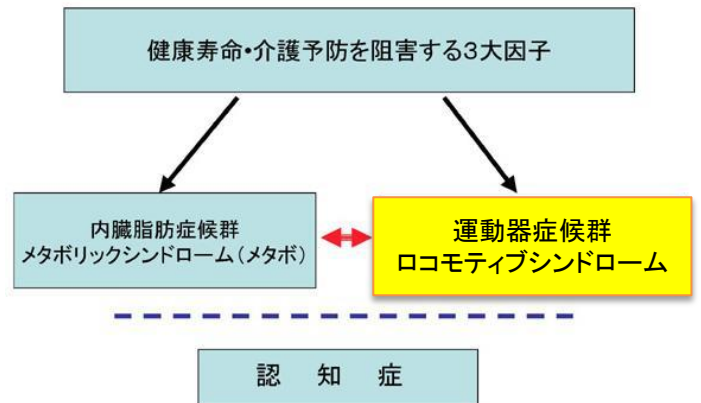 健康寿命・介護予防を阻害する3大因子
内臓脂肪症候群
メタボリックシンドローム(メタボ)
運動器症候群
ロコモティブシンドローム
認 知 症